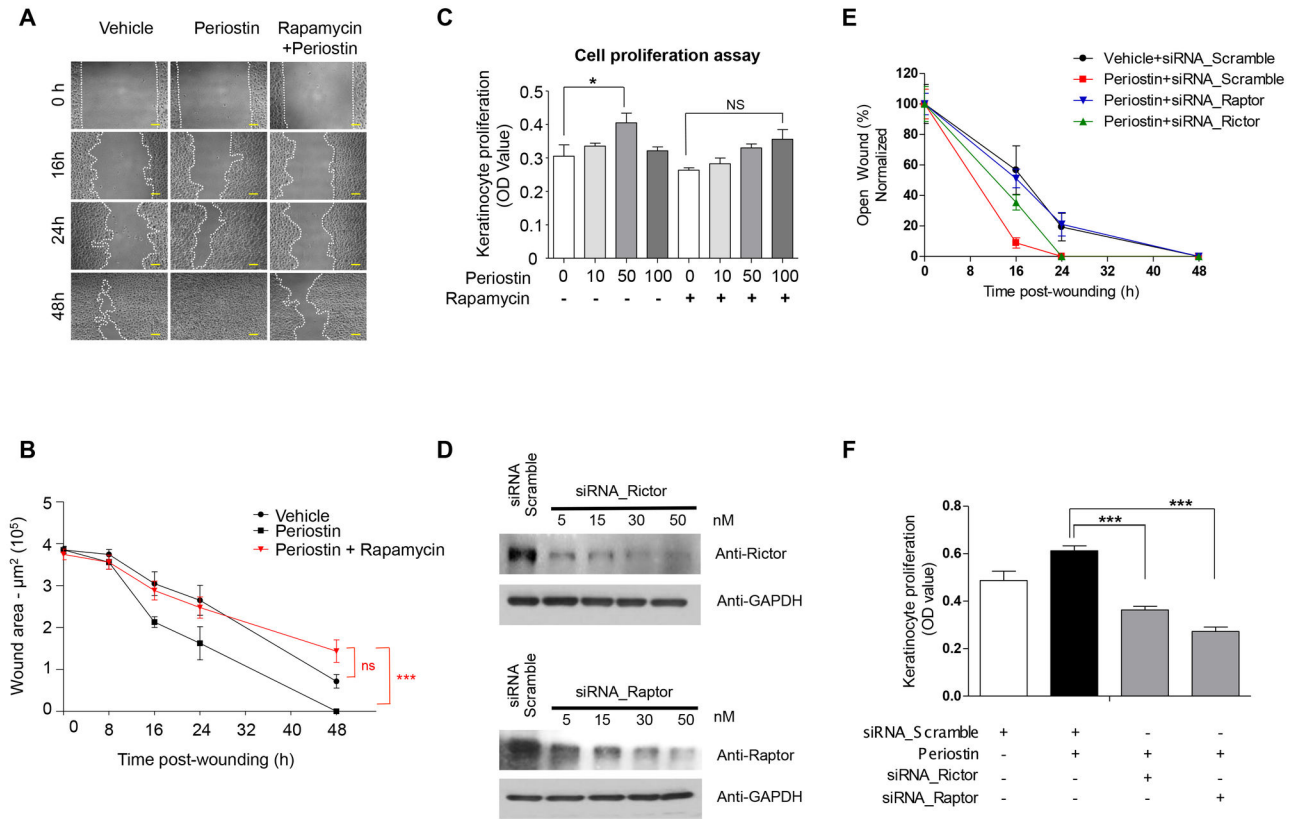 A
Vehicle
Periostin
Rapamycin
+Periostin
0 h
16h
24h
48h
C
Cell proliferation assay
*
NS
Keratinocyte proliferation
(OD Value)
0.5
0.4
0.3
0.2
0.1
0
Periostin 0 10 50 100 0 10 50 100
Rapamycin - - - - + + + +
E
Vehicle+siRNA_Scramble
Periostin+siRNA_Scramble
Periostin+siRNA_Raptor
Periostin+siRNA_Rictor
Open Wound (%)
Normalized
120
100
80
60
40
20
0
0 8 16 24 32 40 48
Time post-wounding (h)
B
Vehicle
Periostin
Periostin + Rapamycin
Wound area - µm² (10⁵)
5
4
3
2
1
0
ns
***
0 8 16 24 32 40 48
Time post-wounding (h)
D
siRNA
Scramble
siRNA_Rictor
5 15 30 50 nM
Anti-Rictor
Anti-GAPDH
siRNA
Scramble
siRNA_Raptor
5 15 30 50 nM
Anti-Raptor
Anti-GAPDH
F
Keratinocyte proliferation
(OD value)
0.8
0.6
0.4
0.2
0.0
***
***
siRNA_Scramble + + - -
Periostin - + + +
siRNA_Rictor - - + -
siRNA_Raptor - - - +